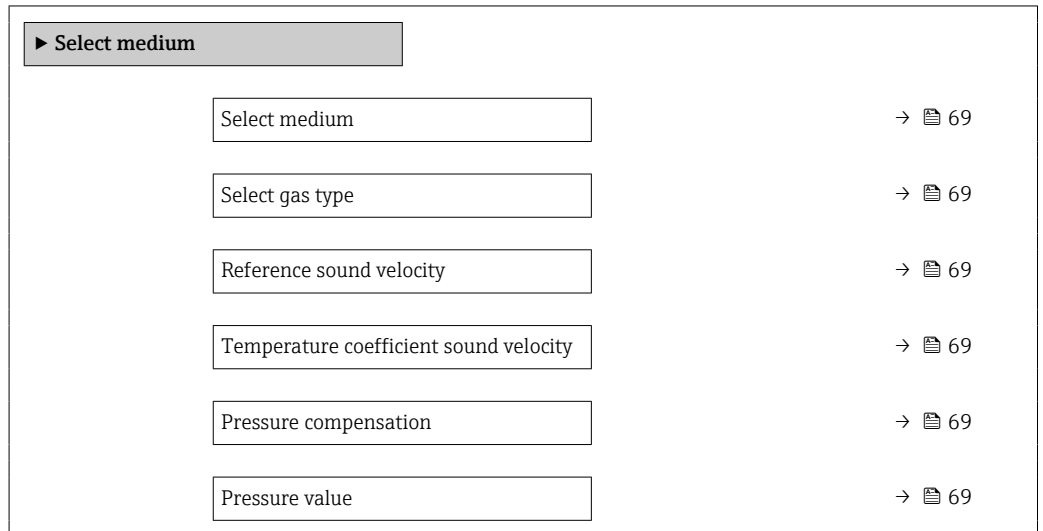 ▶ Select medium
Select medium → 69
Select gas type → 69
Reference sound velocity → 69
Temperature coefficient sound velocity → 69
Pressure compensation → 69
Pressure value → 69